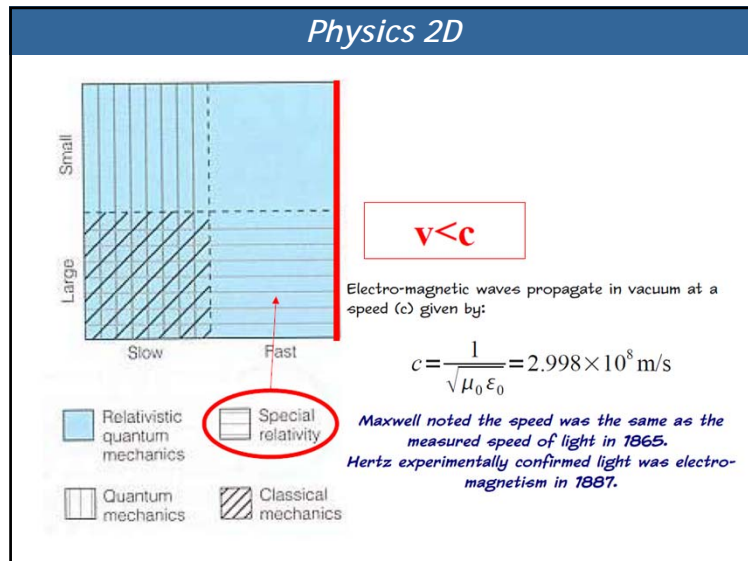 Physics 2D
Small
Large
Slow
Fast
v<c
Electro-magnetic waves propagate in vacuum at a
speed (c) given by:
c = 1/√(μ₀ ε₀) = 2.998×10⁸ m/s
Maxwell noted the speed was the same as the
measured speed of light in 1865.
Hertz experimentally confirmed light was electro-
magnetism in 1887.
Relativistic
quantum
mechanics
Special
relativity
Quantum
mechanics
Classical
mechanics